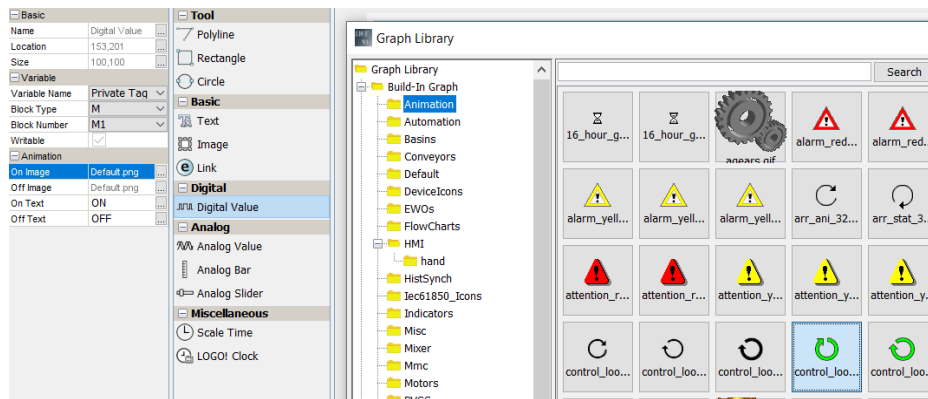 Basic
Name Digital Value ...
Location 153,201 ...
Size 100,100 ...
Variable
Variable Name Private Tag
Block Type M
Block Number M1
Writable
Animation
On Image Default.png ...
Off Image Default.png ...
On Text ON ...
Off Text OFF ...
Tool
Polyline
Rectangle
Circle
Basic
Text
Image
Link
Digital
Digital Value
Analog
Analog Value
Analog Bar
Analog Slider
Miscellaneous
Scale Time
LOGO! Clock
Graph Library
Graph Library
Build-In Graph
Animation
Automation
Basins
Conveyors
Default
DeviceIcons
EWOs
FlowCharts
HMI
hand
HistSynch
Iec61850_Icons
Indicators
Misc
Mixer
Mmc
Motors
Search
16_hour_g... 16_hour_g... agears.gif alarm_red... alarm_red...
alarm_yell... alarm_yell... alarm_yell... arr_ani_32... arr_stat_3...
attention_r... attention_r... attention_y... attention_y... attention_y...
control_loo... control_loo... control_loo... control_loo... control_loo...